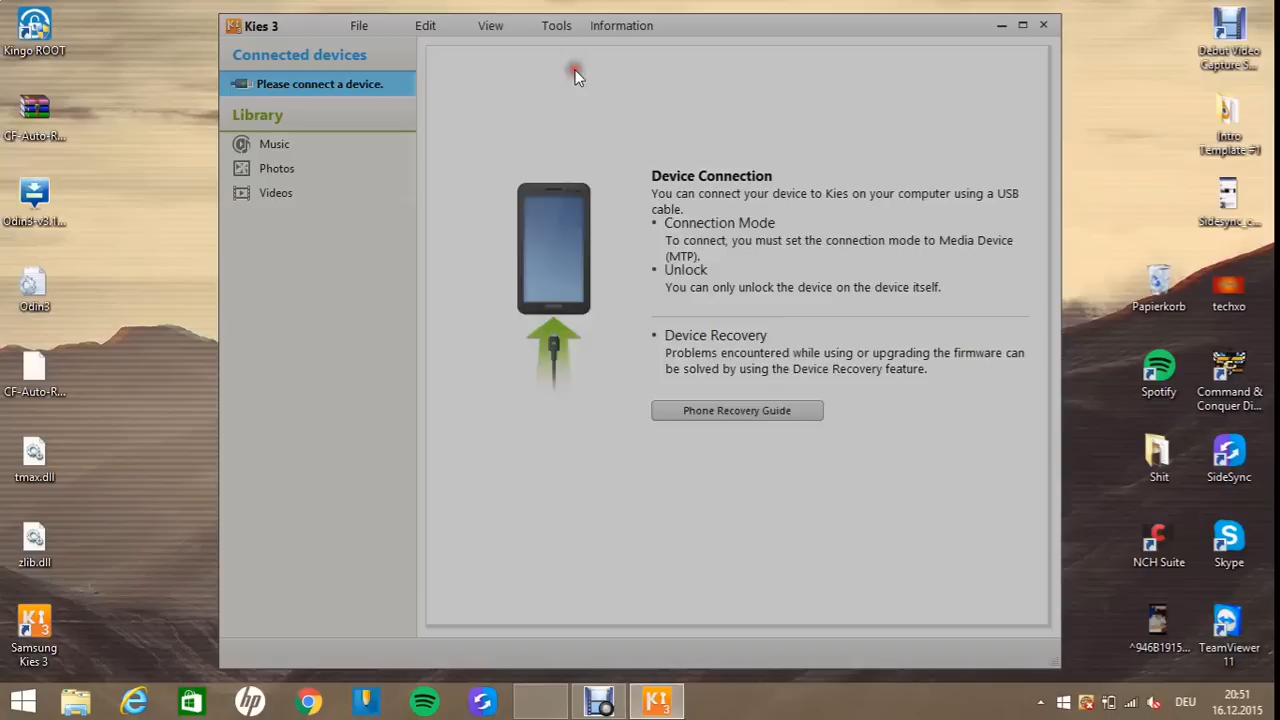 Kingo ROOT
CF-Auto-R...
Odin3-v3.1...
Odin3
CF-Auto-R...
tmax.dll
zlib.dll
Samsung
Kies 3
Kies 3
File
Edit
View
Tools
Information
Connected devices
Please connect a device.
Library
Music
Photos
Videos
Device Connection
You can connect your device to Kies on your computer using a USB
cable.
• Connection Mode
To connect, you must set the connection mode to Media Device
(MTP).
• Unlock
You can only unlock the device on the device itself.
• Device Recovery
Problems encountered while using or upgrading the firmware can
be solved by using the Device Recovery feature.
Phone Recovery Guide
Debut Video
Capture S...
Intro
Template #1
Sidesync_c...
Papierkorb
techxo
Spotify
Command &
Conquer Di...
Shit
SideSync
NCH Suite
Skype
^946B1915...
TeamViewer
11
DEU
20:51
16.12.2015